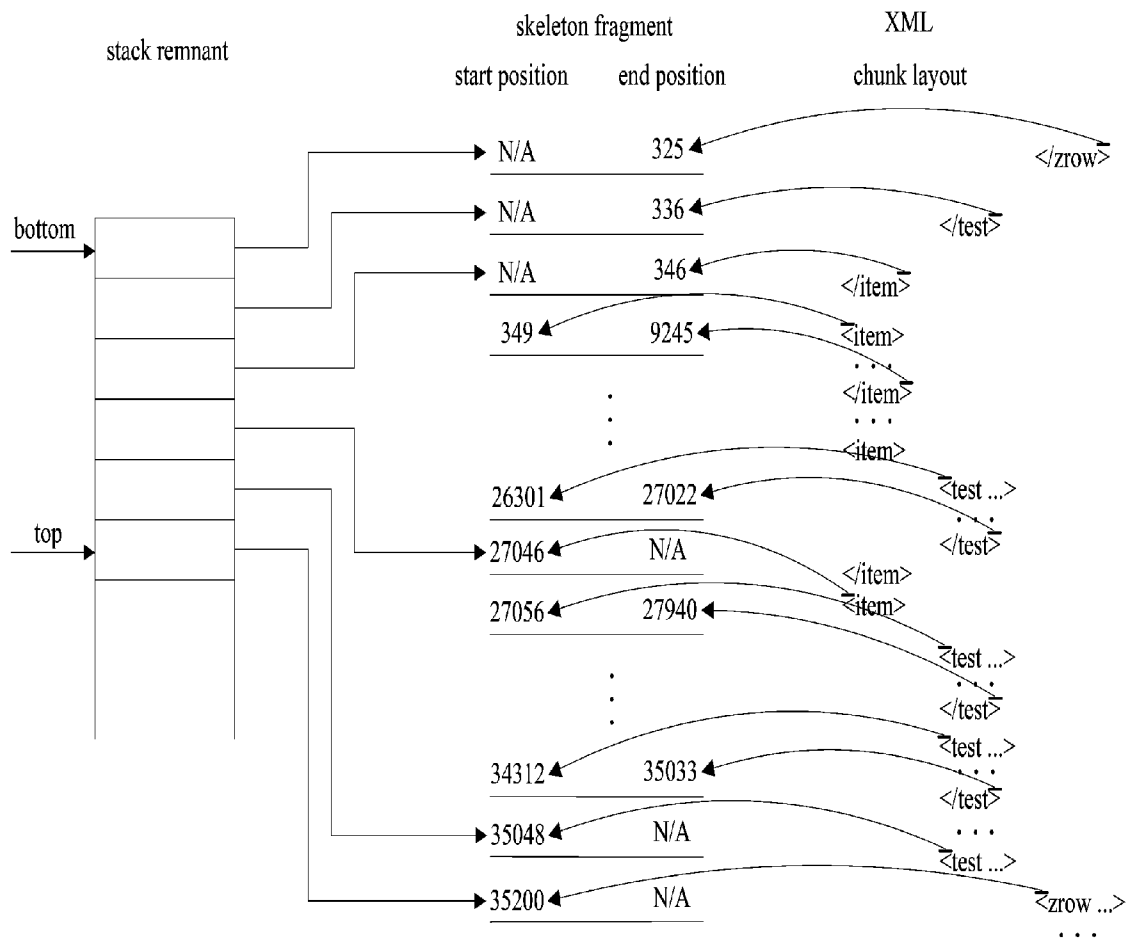 skeleton fragment XML
stack remnant
start position end position chunk layout
N/A 325 </zrow>
N/A 336 </test>
bottom
N/A 346 </item>
349 9245 <item>
. . .
</item>
. . .
<item>
26301 27022 <test ...>
. . .
top </test>
27046 N/A
</item>
27056 27940 <item>
<test ...>
. . .
</test>
<test ...>
34312 35033 . . .
</test>
35048 N/A . . .
<test ...>
35200 N/A <zrow ...>
. . .